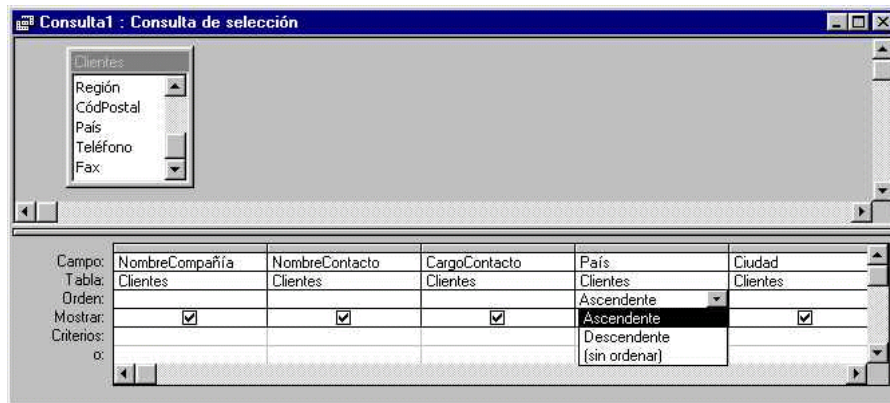 Consulta1 : Consulta de selección
Clientes
Región
CódPostal
País
Teléfono
Fax
Campo: NombreCompañía NombreContacto CargoContacto País Ciudad
Tabla: Clientes Clientes Clientes Clientes Clientes
Orden: Ascendente
Mostrar: Ascendente
Criterios: Descendente
o: (sin ordenar)